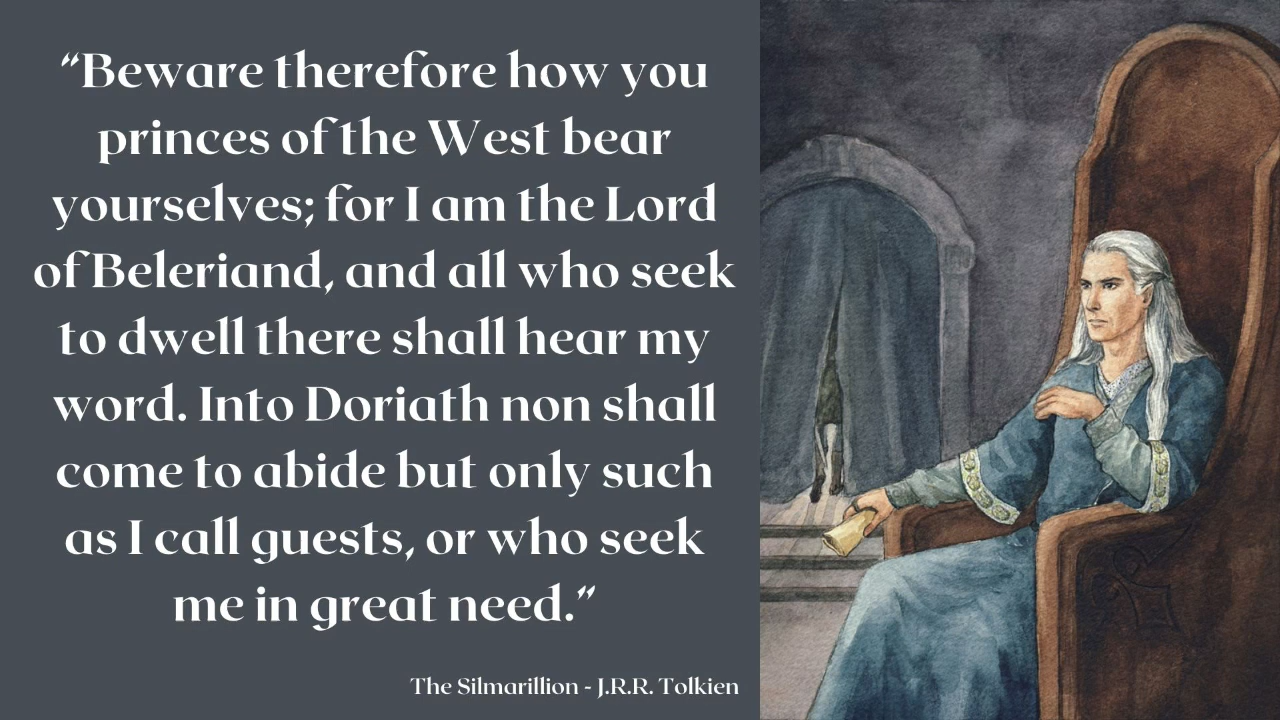 “Beware therefore how you
princes of the West bear
yourselves; for I am the Lord
of Beleriand, and all who seek
to dwell there shall hear my
word. Into Doriath non shall
come to abide but only such
as I call guests, or who seek
me in great need.”
The Silmarillion - J.R.R. Tolkien